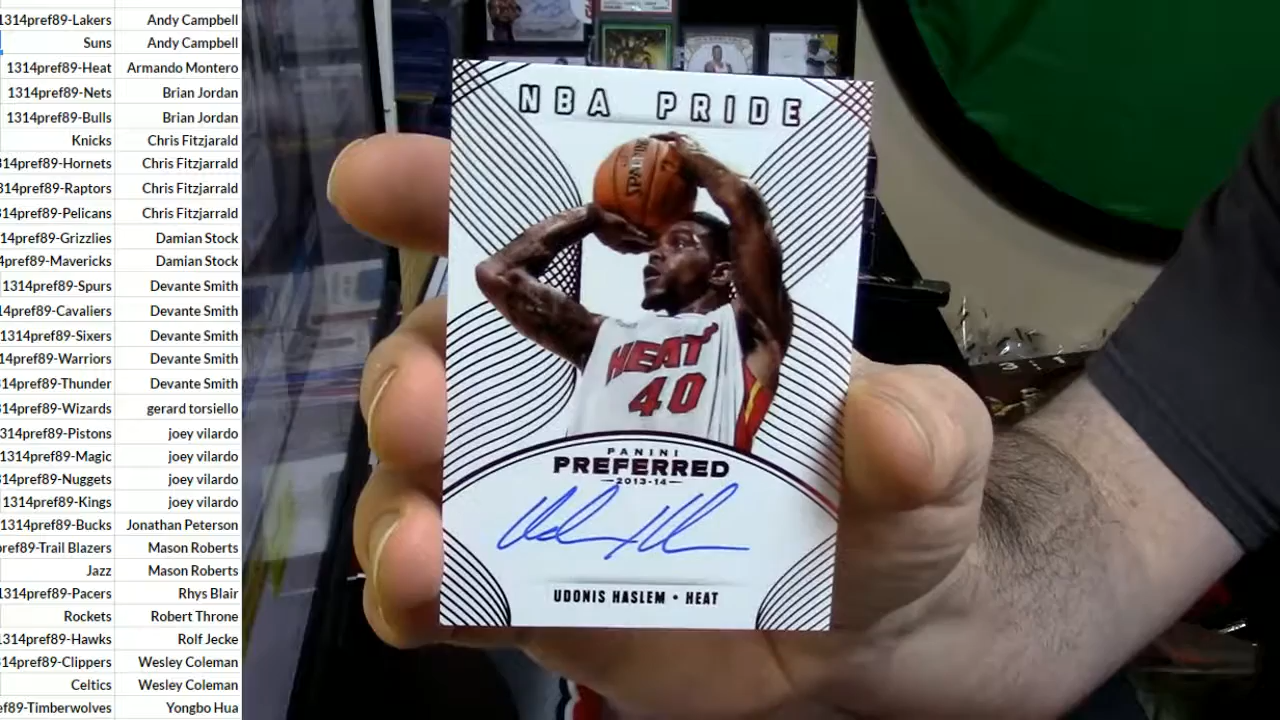 1314pref89-Lakers Andy Campbell
Suns Andy Campbell
1314pref89-Heat Armando Montero
1314pref89-Nets Brian Jordan
1314pref89-Bulls Brian Jordan
Knicks Chris Fitzjarald
314pref89-Hornets Chris Fitzjarrald
314pref89-Raptors Chris Fitzjarrald
314pref89-Pelicans Chris Fitzjarrald
14pref89-Grizzlies Damian Stock
4pref89-Mavericks Damian Stock
1314pref89-Spurs Devante Smith
4pref89-Cavaliers Devante Smith
1314pref89-Sixers Devante Smith
14pref89-Warriors Devante Smith
314pref89-Thunder Devante Smith
14pref89-Wizards gerard torsiello
314pref89-Pistons joey vilardo
1314pref89-Magic joey vilardo
14pref89-Nuggets joey vilardo
1314pref89-Kings joey vilardo
1314pref89-Bucks Jonathan Peterson
ref89-Trail Blazers Mason Roberts
Jazz Mason Roberts
1314pref89-Pacers Rhys Blair
Rockets Robert Throne
1314pref89-Hawks Rolf Jecke
14pref89-Clippers Wesley Coleman
Celtics Wesley Coleman
ef89-Timberwolves Yongbo Hua
NBA PRIDE
SPALDING
HEAT
40
PANINI
PREFERRED
2013-14
UDONIS HASLEM • HEAT